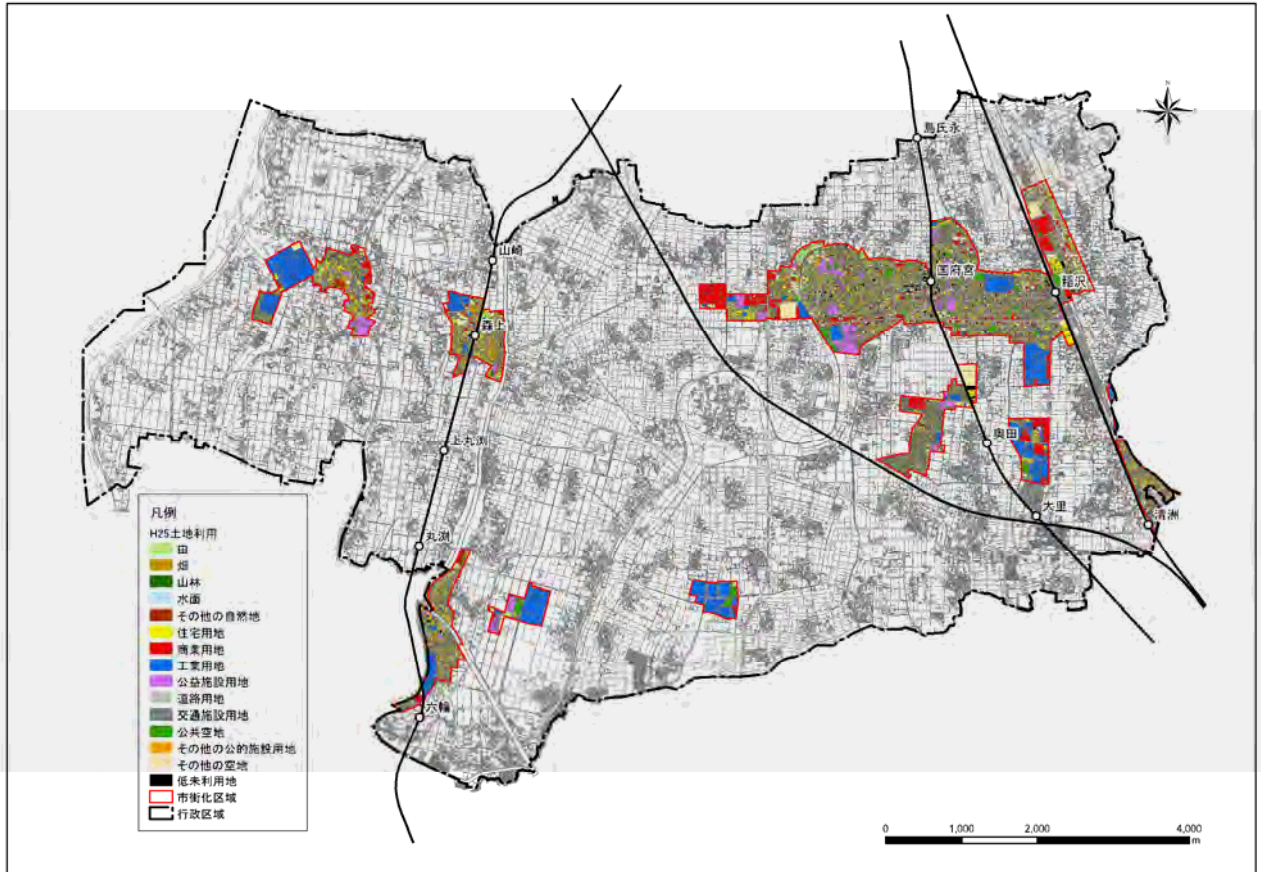 N
島氏永
山崎
国府宮
稲沢
森上
奥田
上丸渕
大里
清洲
丸渕
六輪
凡例
H25土地利用
田
畑
山林
水面
その他の自然地
住宅用地
商業用地
工業用地
公益施設用地
道路用地
交通施設用地
公共空地
その他の公的施設用地
その他の空地
低未利用地
市街化区域
行政区域
0 1,000 2,000 4,000
m